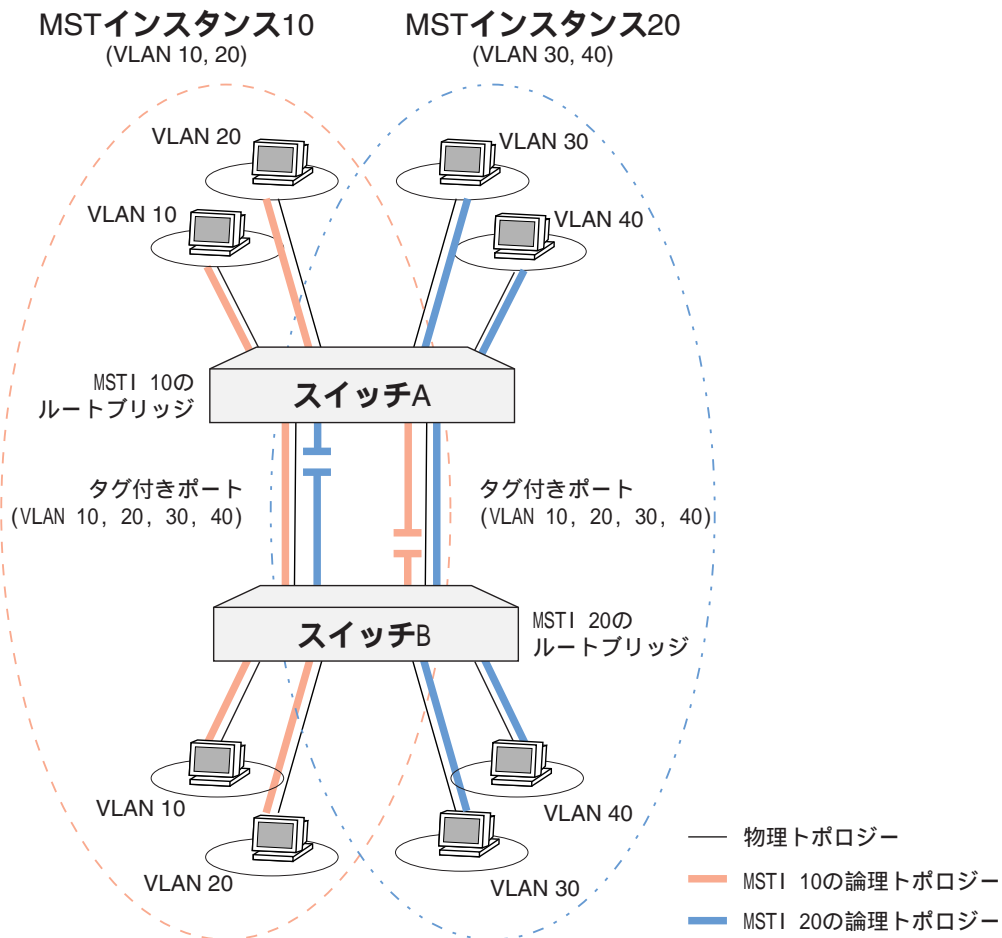 MSTインスタンス10
(VLAN 10, 20)
MSTインスタンス20
(VLAN 30, 40)
VLAN 20
VLAN 30
VLAN 10
VLAN 40
MSTI 10の
ルートブリッジ
スイッチA
タグ付きポート
(VLAN 10, 20, 30, 40)
タグ付きポート
(VLAN 10, 20, 30, 40)
スイッチB
MSTI 20の
ルートブリッジ
VLAN 10
VLAN 40
VLAN 20
VLAN 30
物理トポロジー
MSTI 10の論理トポロジー
MSTI 20の論理トポロジー